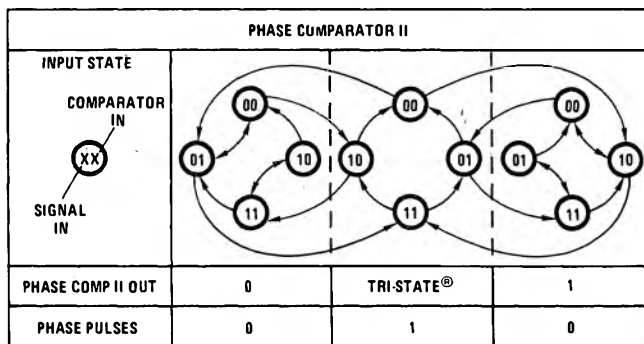 PHASE COMPARATOR II
INPUT STATE
COMPARATOR
IN
XX
SIGNAL
IN
00 00 00
01 10 10 01 01 10
11 11 11
PHASE COMP II OUT 0 TRI-STATE® 1
PHASE PULSES 0 1 0